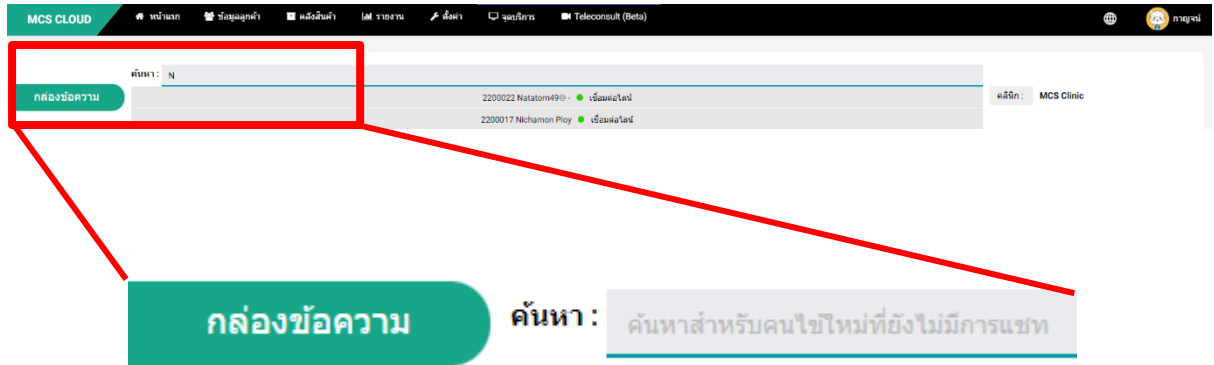 MCS CLOUD หน้าแรก ข้อมูลลูกค้า คลังสินค้า รายงาน ตั้งค่า จุดบริการ Teleconsult (Beta) กาญจน์
ค้นหา : N
กล่องข้อความ 2200022 Natatorn49 - เชื่อมต่อไลน์ คลินิก : MCS Clinic
2200017 Nichamon Ploy เชื่อมต่อไลน์
กล่องข้อความ ค้นหา : ค้นหาสำหรับคนไข้ใหม่ที่ยังไม่มีการแชท